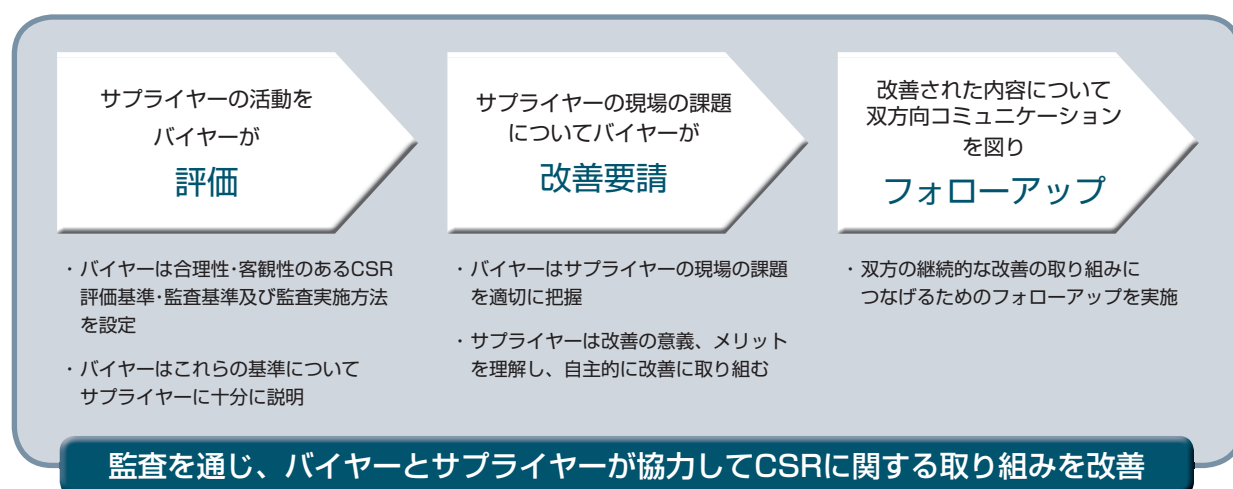 サプライヤーの活動を
バイヤーが
評価
・バイヤーは合理性・客観性のあるCSR
評価基準・監査基準及び監査実施方法
を設定
・バイヤーはこれらの基準について
サプライヤーに十分に説明
サプライヤーの現場の課題
についてバイヤーが
改善要請
・バイヤーはサプライヤーの現場の課題
を適切に把握
・サプライヤーは改善の意義、メリット
を理解し、自主的に改善に取り組む
改善された内容について
双方向コミュニケーション
を図り
フォローアップ
・双方の継続的な改善の取り組みに
つなげるためのフォローアップを実施
監査を通じ、バイヤーとサプライヤーが協力してCSRに関する取り組みを改善